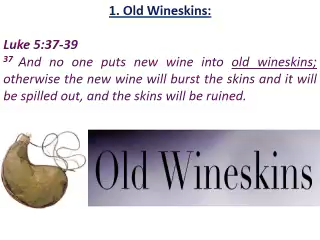 1. Old Wineskins:
Luke 5:37-39
37 And no one puts new wine into old wineskins;
otherwise the new wine will burst the skins and it will
be spilled out, and the skins will be ruined.
Old Wineskins